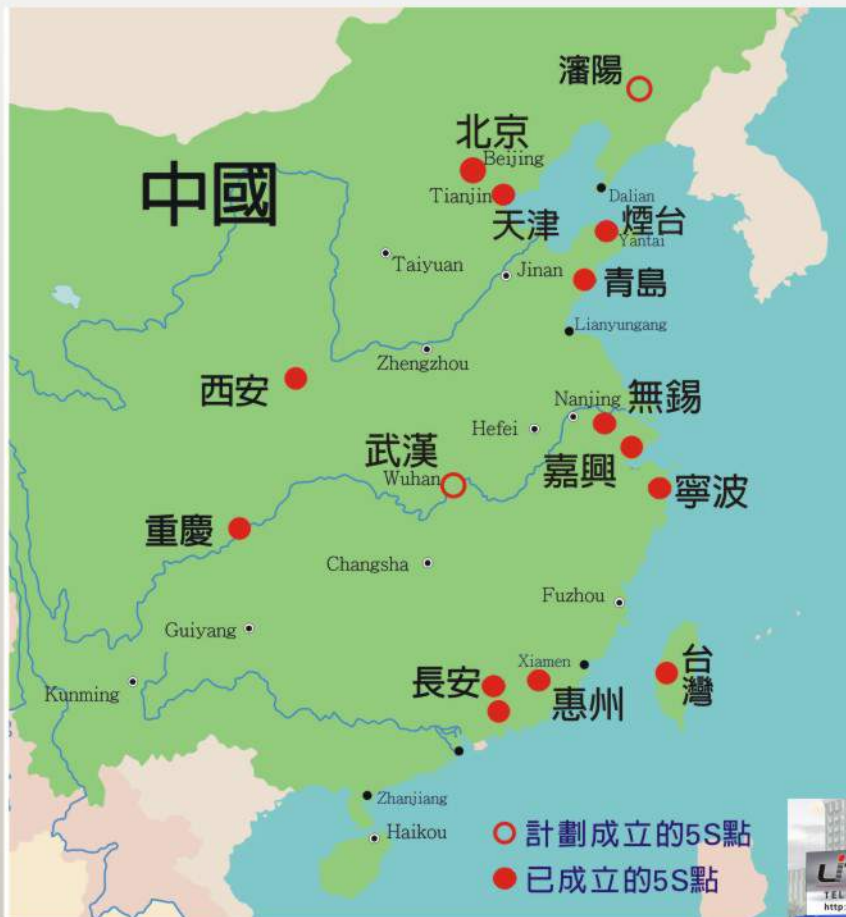 瀋陽
北京
Beijing
中國
Tianjin
Dalian
天津
煙台
Yantai
Taiyuan
Jinan
青島
Lianyungang
Zhengzhou
西安
Nanjing
無錫
Hefei
武漢
Wuhan
嘉興
寧波
重慶
Changsha
Fuzhou
Guiyang
Xiamen
台灣
長安
Kunming
惠州
Zhanjiang
Haikou
計劃成立的5S點
已成立的5S點
TEL
http: